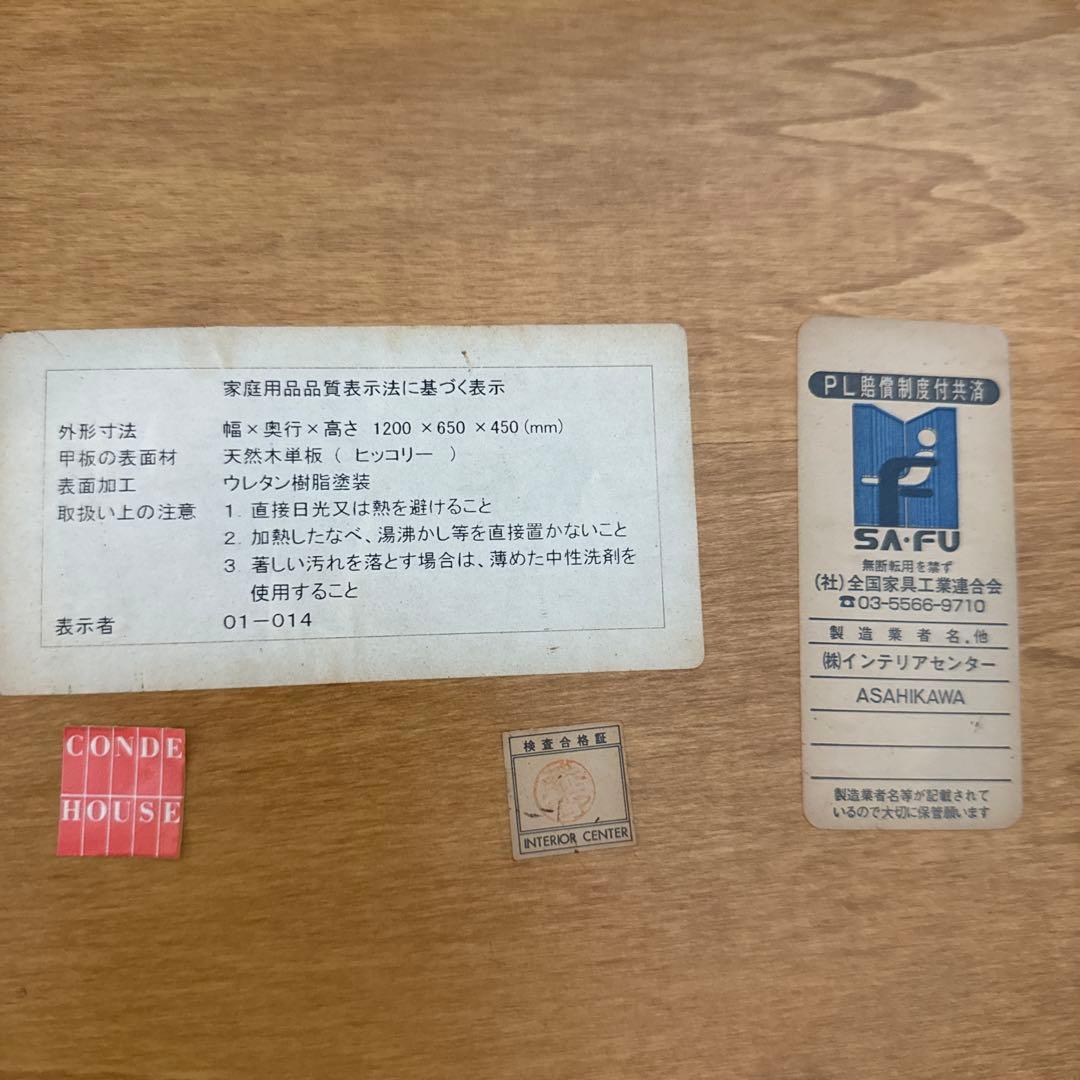 家庭用品品質表示法に基づく表示
外形寸法 幅×奥行×高さ 1200×650×450(mm)
甲板の表面材 天然木単板( ヒッコリー )
表面加工 ウレタン樹脂塗装
取扱い上の注意 1. 直接日光又は熱を避けること
2. 加熱したなべ、湯沸かし等を直接置かないこと
3. 著しい汚れを落とす場合は、薄めた中性洗剤を
使用すること
表示者 01-014
CONDE
HOUSE
検査合格証
INTERIOR CENTER
PL賠償制度付共済
SA・FU
無断転用を禁ず
(社)全国家具工業連合会
☎03-5566-9710
製造業者名.他
㈱インテリアセンター
ASAHIKAWA
製造業者名等が記載されて
いるので大切に保管願います